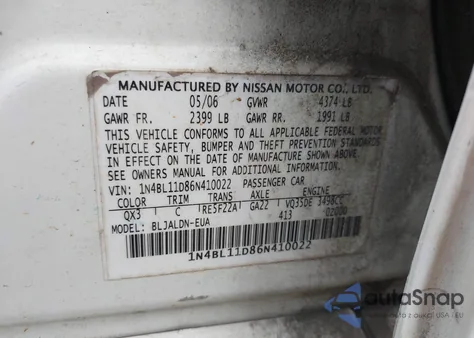 MANUFACTURED BY NISSAN MOTOR CO., LTD.
DATE 05/06 GVWR 4374 LB
GAWR FR. 2399 LB GAWR RR. 1991 LB
THIS VEHICLE CONFORMS TO ALL APPLICABLE FEDERAL MOTOR
VEHICLE SAFETY, BUMPER AND THEFT PREVENTION STANDARDS
IN EFFECT ON THE DATE OF MANUFACTURE SHOWN ABOVE.
SEE OWNERS MANUAL FOR ADDITIONAL INFORMATION.
VIN: 1N4BL11D86N410022 PASSENGER CAR
COLOR TRIM TRANS AXLE ENGINE
QX3 C RE5F22A GA22 VQ35DE 3498CC
MODEL: BLJALDN-EUA 413
1N4BL11D86N410022
autaSnap